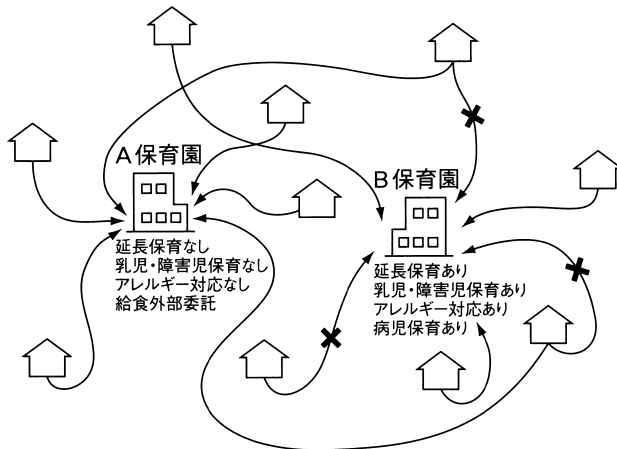 A保育園
延長保育なし
乳児・障害児保育なし
アレルギー対応なし
給食外部委託
B保育園
延長保育あり
乳児・障害児保育あり
アレルギー対応あり
病児保育あり